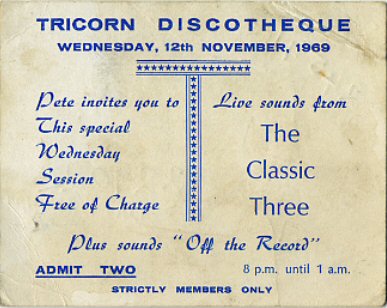 TRICORN DISCOTHEQUE
WEDNESDAY, 12th NOVEMBER, 1969
Pete invites you to
This special
Wednesday
Session
Free of Charge
Live sounds from
The
Classic
Three
Plus sounds "Off the Record"
ADMIT TWO
8 p.m. until 1 a.m.
STRICTLY MEMBERS ONLY